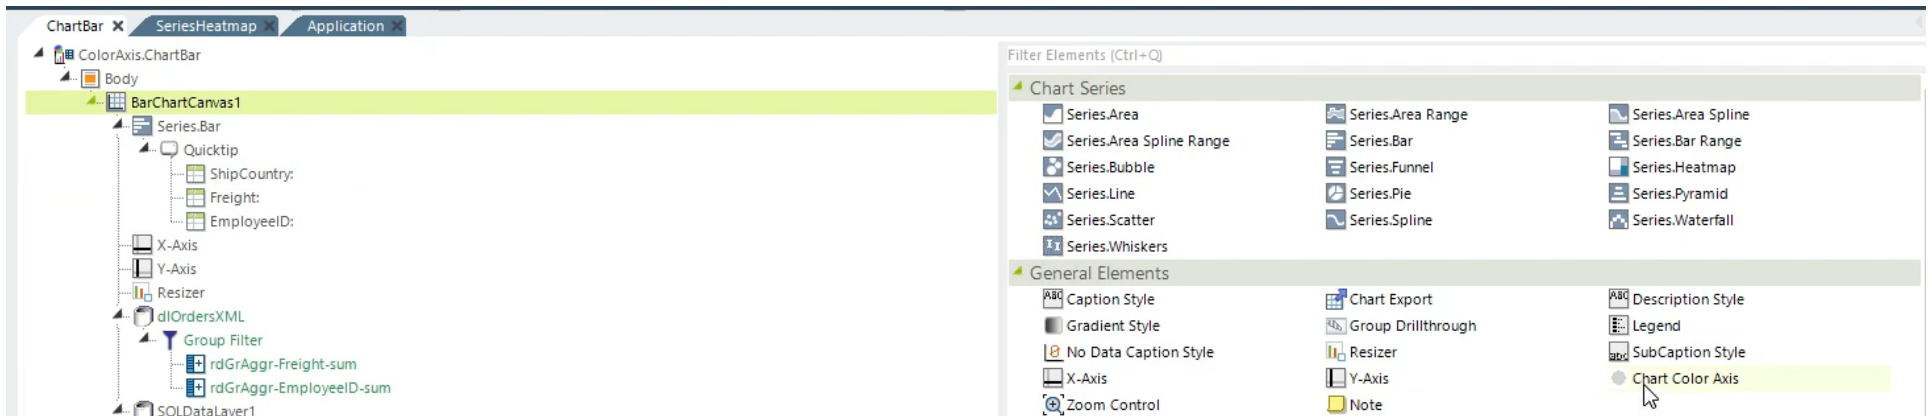 ChartBar SeriesHeatmap Application
ColorAxis.ChartBar
Body
BarChartCanvas1
Series.Bar
Quicktip
ShipCountry:
Freight:
EmployeeID:
X-Axis
Y-Axis
Resizer
dlOrdersXML
Group Filter
rdGrAggr-Freight-sum
rdGrAggr-EmployeeID-sum
SQLDataLayer1
Filter Elements (Ctrl+Q)
Chart Series
Series.Area Series.Area Range Series.Area Spline
Series.Area Spline Range Series.Bar Series.Bar Range
Series.Bubble Series.Funnel Series.Heatmap
Series.Line Series.Pie Series.Pyramid
Series.Scatter Series.Spline Series.Waterfall
Series.Whiskers
General Elements
Caption Style Chart Export Description Style
Gradient Style Group Drillthrough Legend
No Data Caption Style Resizer SubCaption Style
X-Axis Y-Axis Chart Color Axis
Zoom Control Note